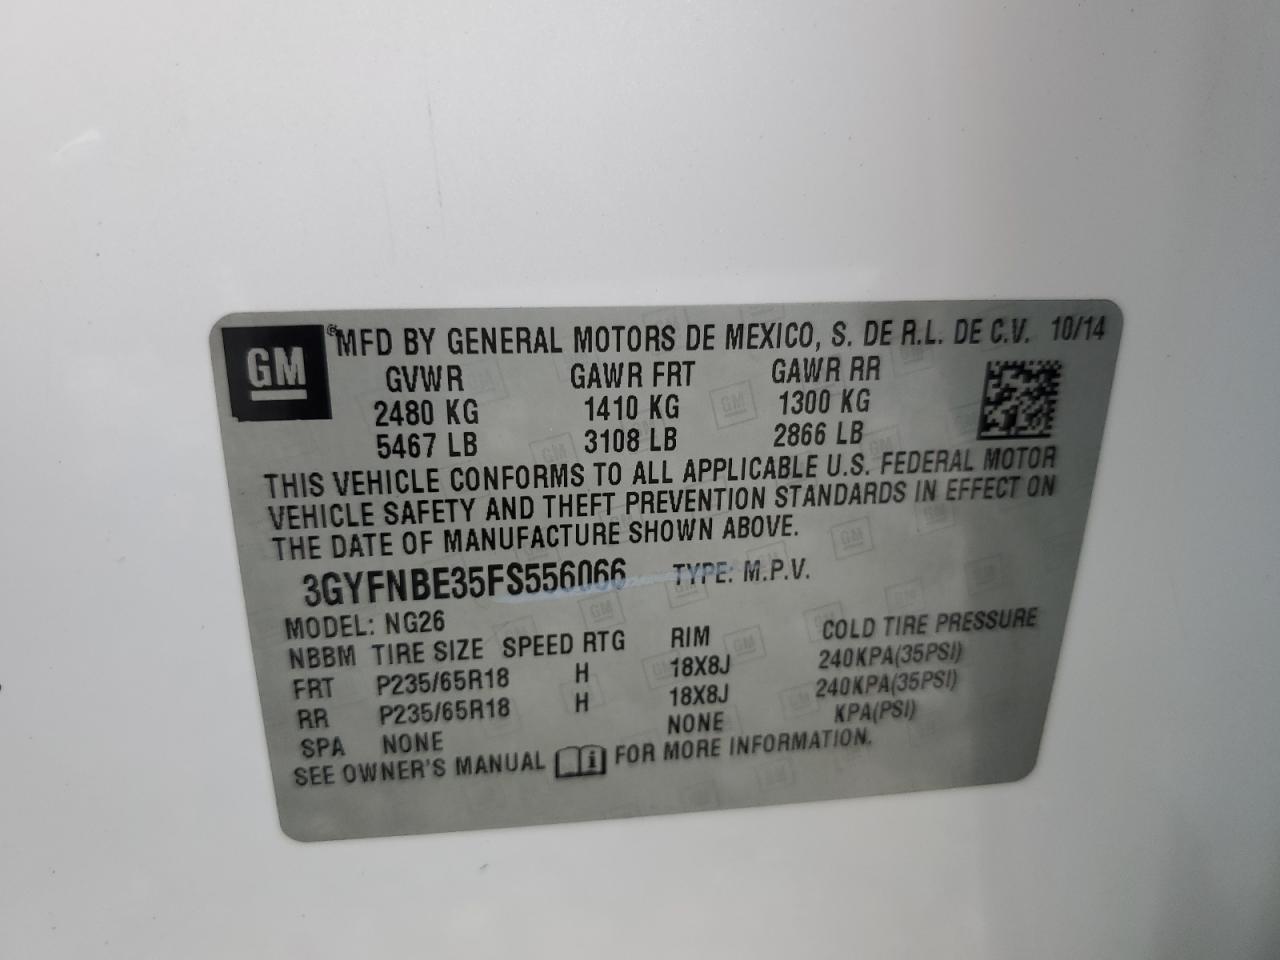 GM
®MFD BY GENERAL MOTORS DE MEXICO, S. DE R.L. DE C.V. 10/14
GVWR GAWR FRT GAWR RR
2480 KG 1410 KG 1300 KG
5467 LB 3108 LB 2866 LB
THIS VEHICLE CONFORMS TO ALL APPLICABLE U.S. FEDERAL MOTOR
VEHICLE SAFETY AND THEFT PREVENTION STANDARDS IN EFFECT ON
THE DATE OF MANUFACTURE SHOWN ABOVE.
3GYFNBE35FS556066 TYPE: M.P.V.
MODEL: NG26
NBBM TIRE SIZE SPEED RTG RIM COLD TIRE PRESSURE
FRT P235/65R18 H 18X8J 240KPA(35PSI)
RR P235/65R18 H 18X8J 240KPA(35PSI)
SPA NONE NONE KPA(PSI)
SEE OWNER'S MANUAL FOR MORE INFORMATION.